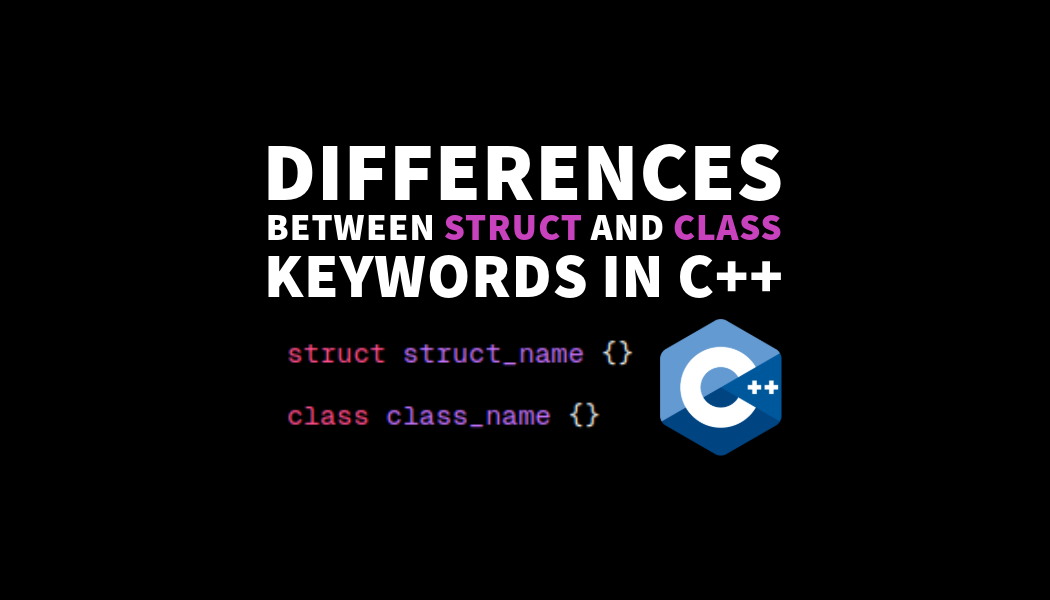 DIFFERENCES
BETWEEN STRUCT AND CLASS
KEYWORDS IN C++
struct struct_name {}
class class_name {}
C++